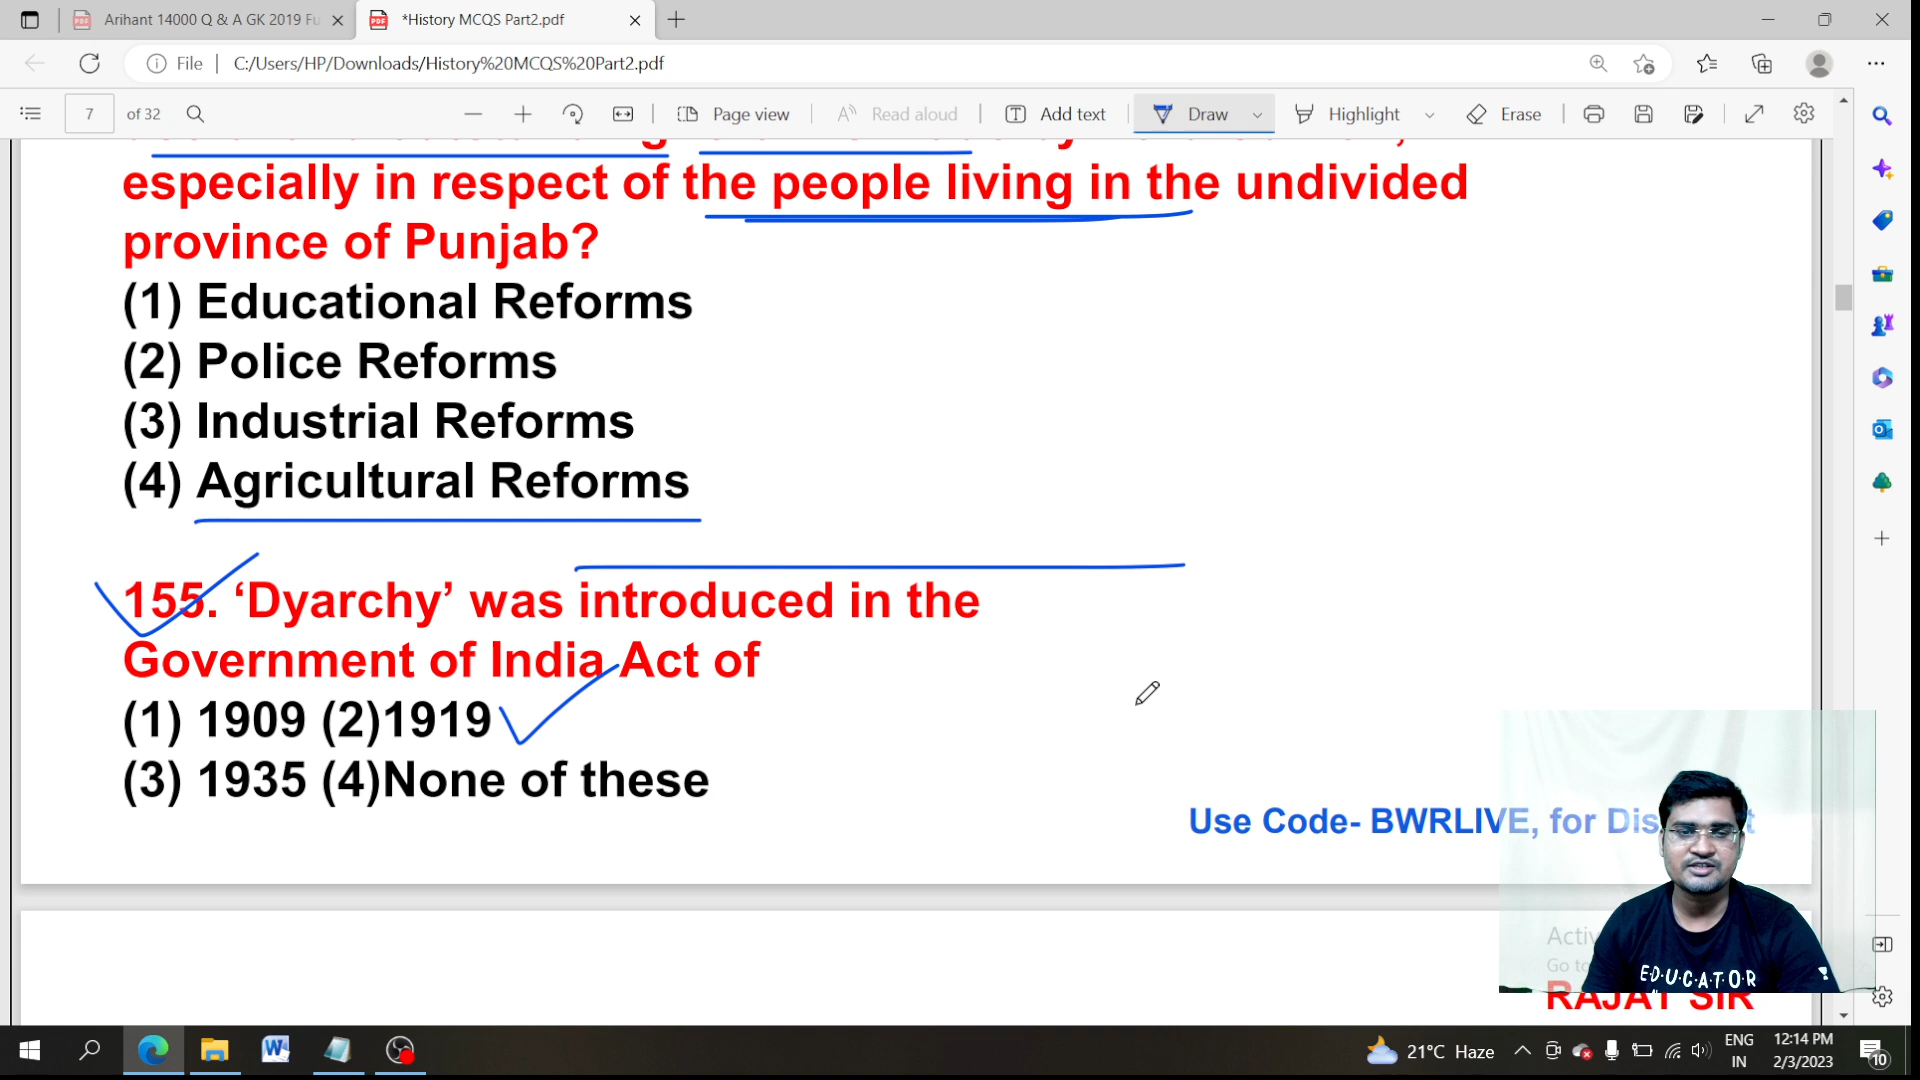 Arihant 14000 Q & A GK 2019 Fu
*History MCQS Part2.pdf
File
C:/Users/HP/Downloads/History%20MCQS%20Part2.pdf
7 of 32
Page view
Read aloud
Add text
Draw
Highlight
Erase
especially in respect of the people living in the undivided
province of Punjab?
(1) Educational Reforms
(2) Police Reforms
(3) Industrial Reforms
(4) Agricultural Reforms
155. ‘Dyarchy’ was introduced in the
Government of India Act of
(1) 1909 (2)1919
(3) 1935 (4)None of these
Use Code- BWRLIVE, for Dis t
Activ
Go to
E·D·U·C·A·T·O·R
RAJAT SIR
21°C Haze
ENG
IN
12:14 PM
2/3/2023
10